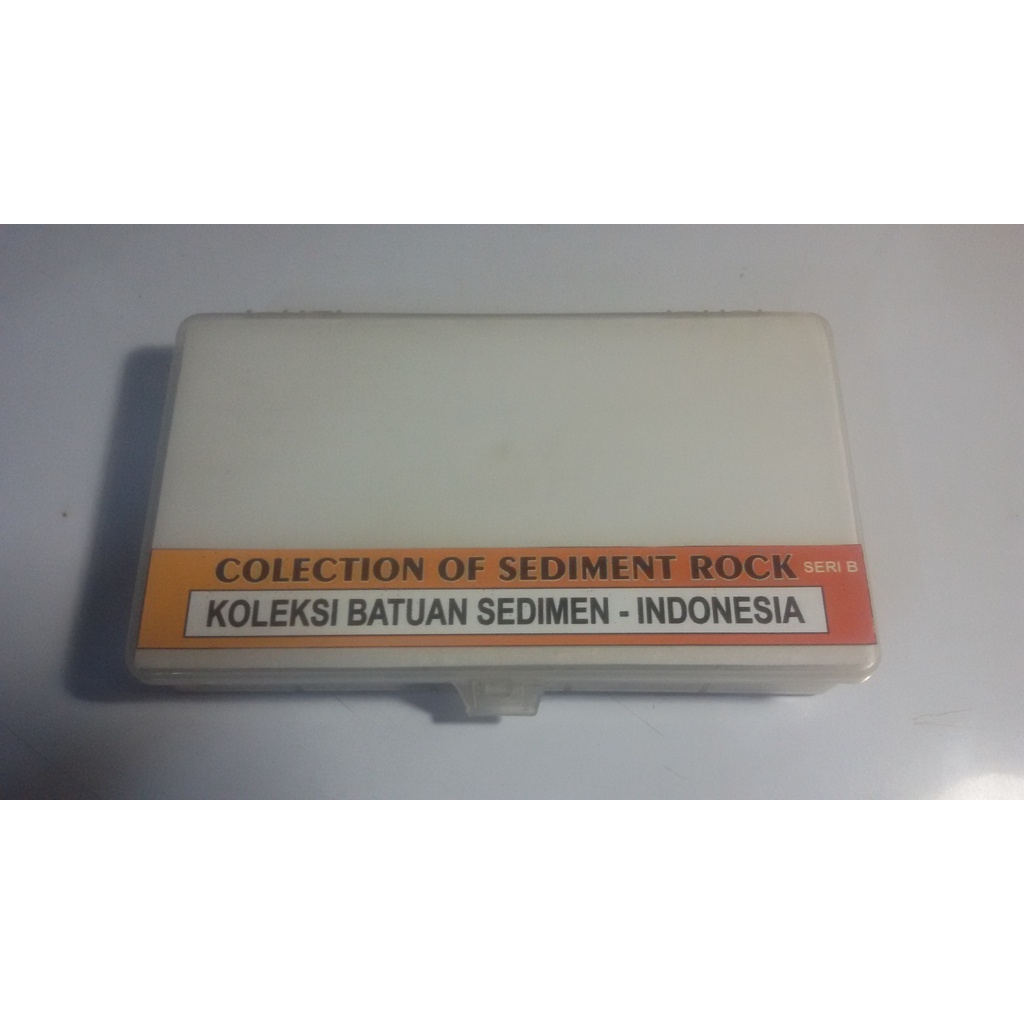 COLECTION OF SEDIMENT ROCK SERI B
KOLEKSI BATUAN SEDIMEN - INDONESIA